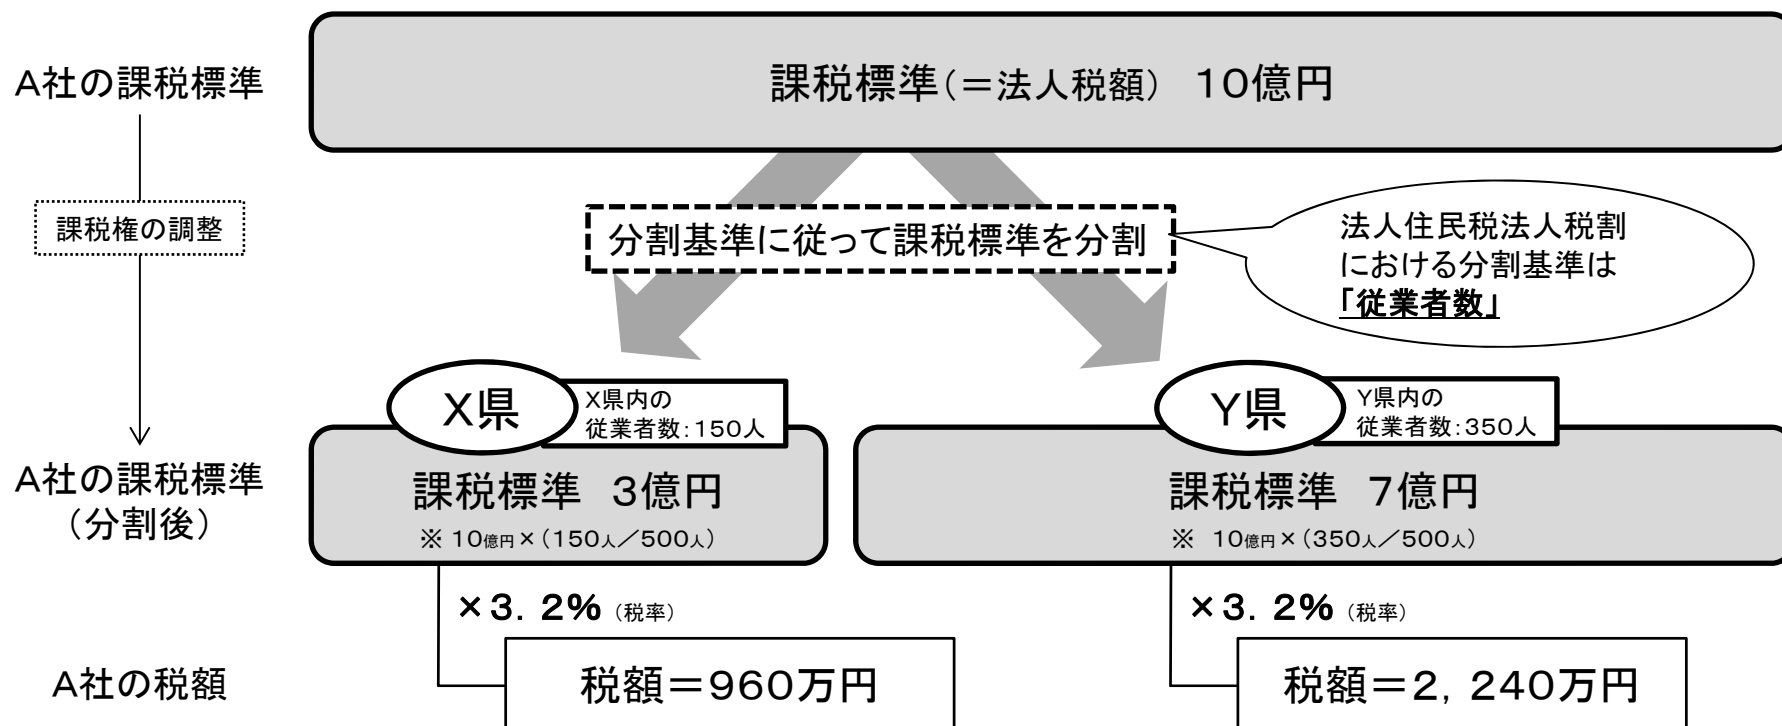 A社の課税標準
課税標準(=法人税額) 10億円
課税権の調整
分割基準に従って課税標準を分割
法人住民税法人税割
における分割基準は
「従業者数」
X県
X県内の
従業者数:150人
Y県
Y県内の
従業者数:350人
A社の課税標準
(分割後)
課税標準 3億円
※ 10億円×(150人/500人)
課税標準 7億円
※ 10億円×(350人/500人)
×3.2%(税率)
×3.2%(税率)
A社の税額
税額=960万円
税額=2,240万円